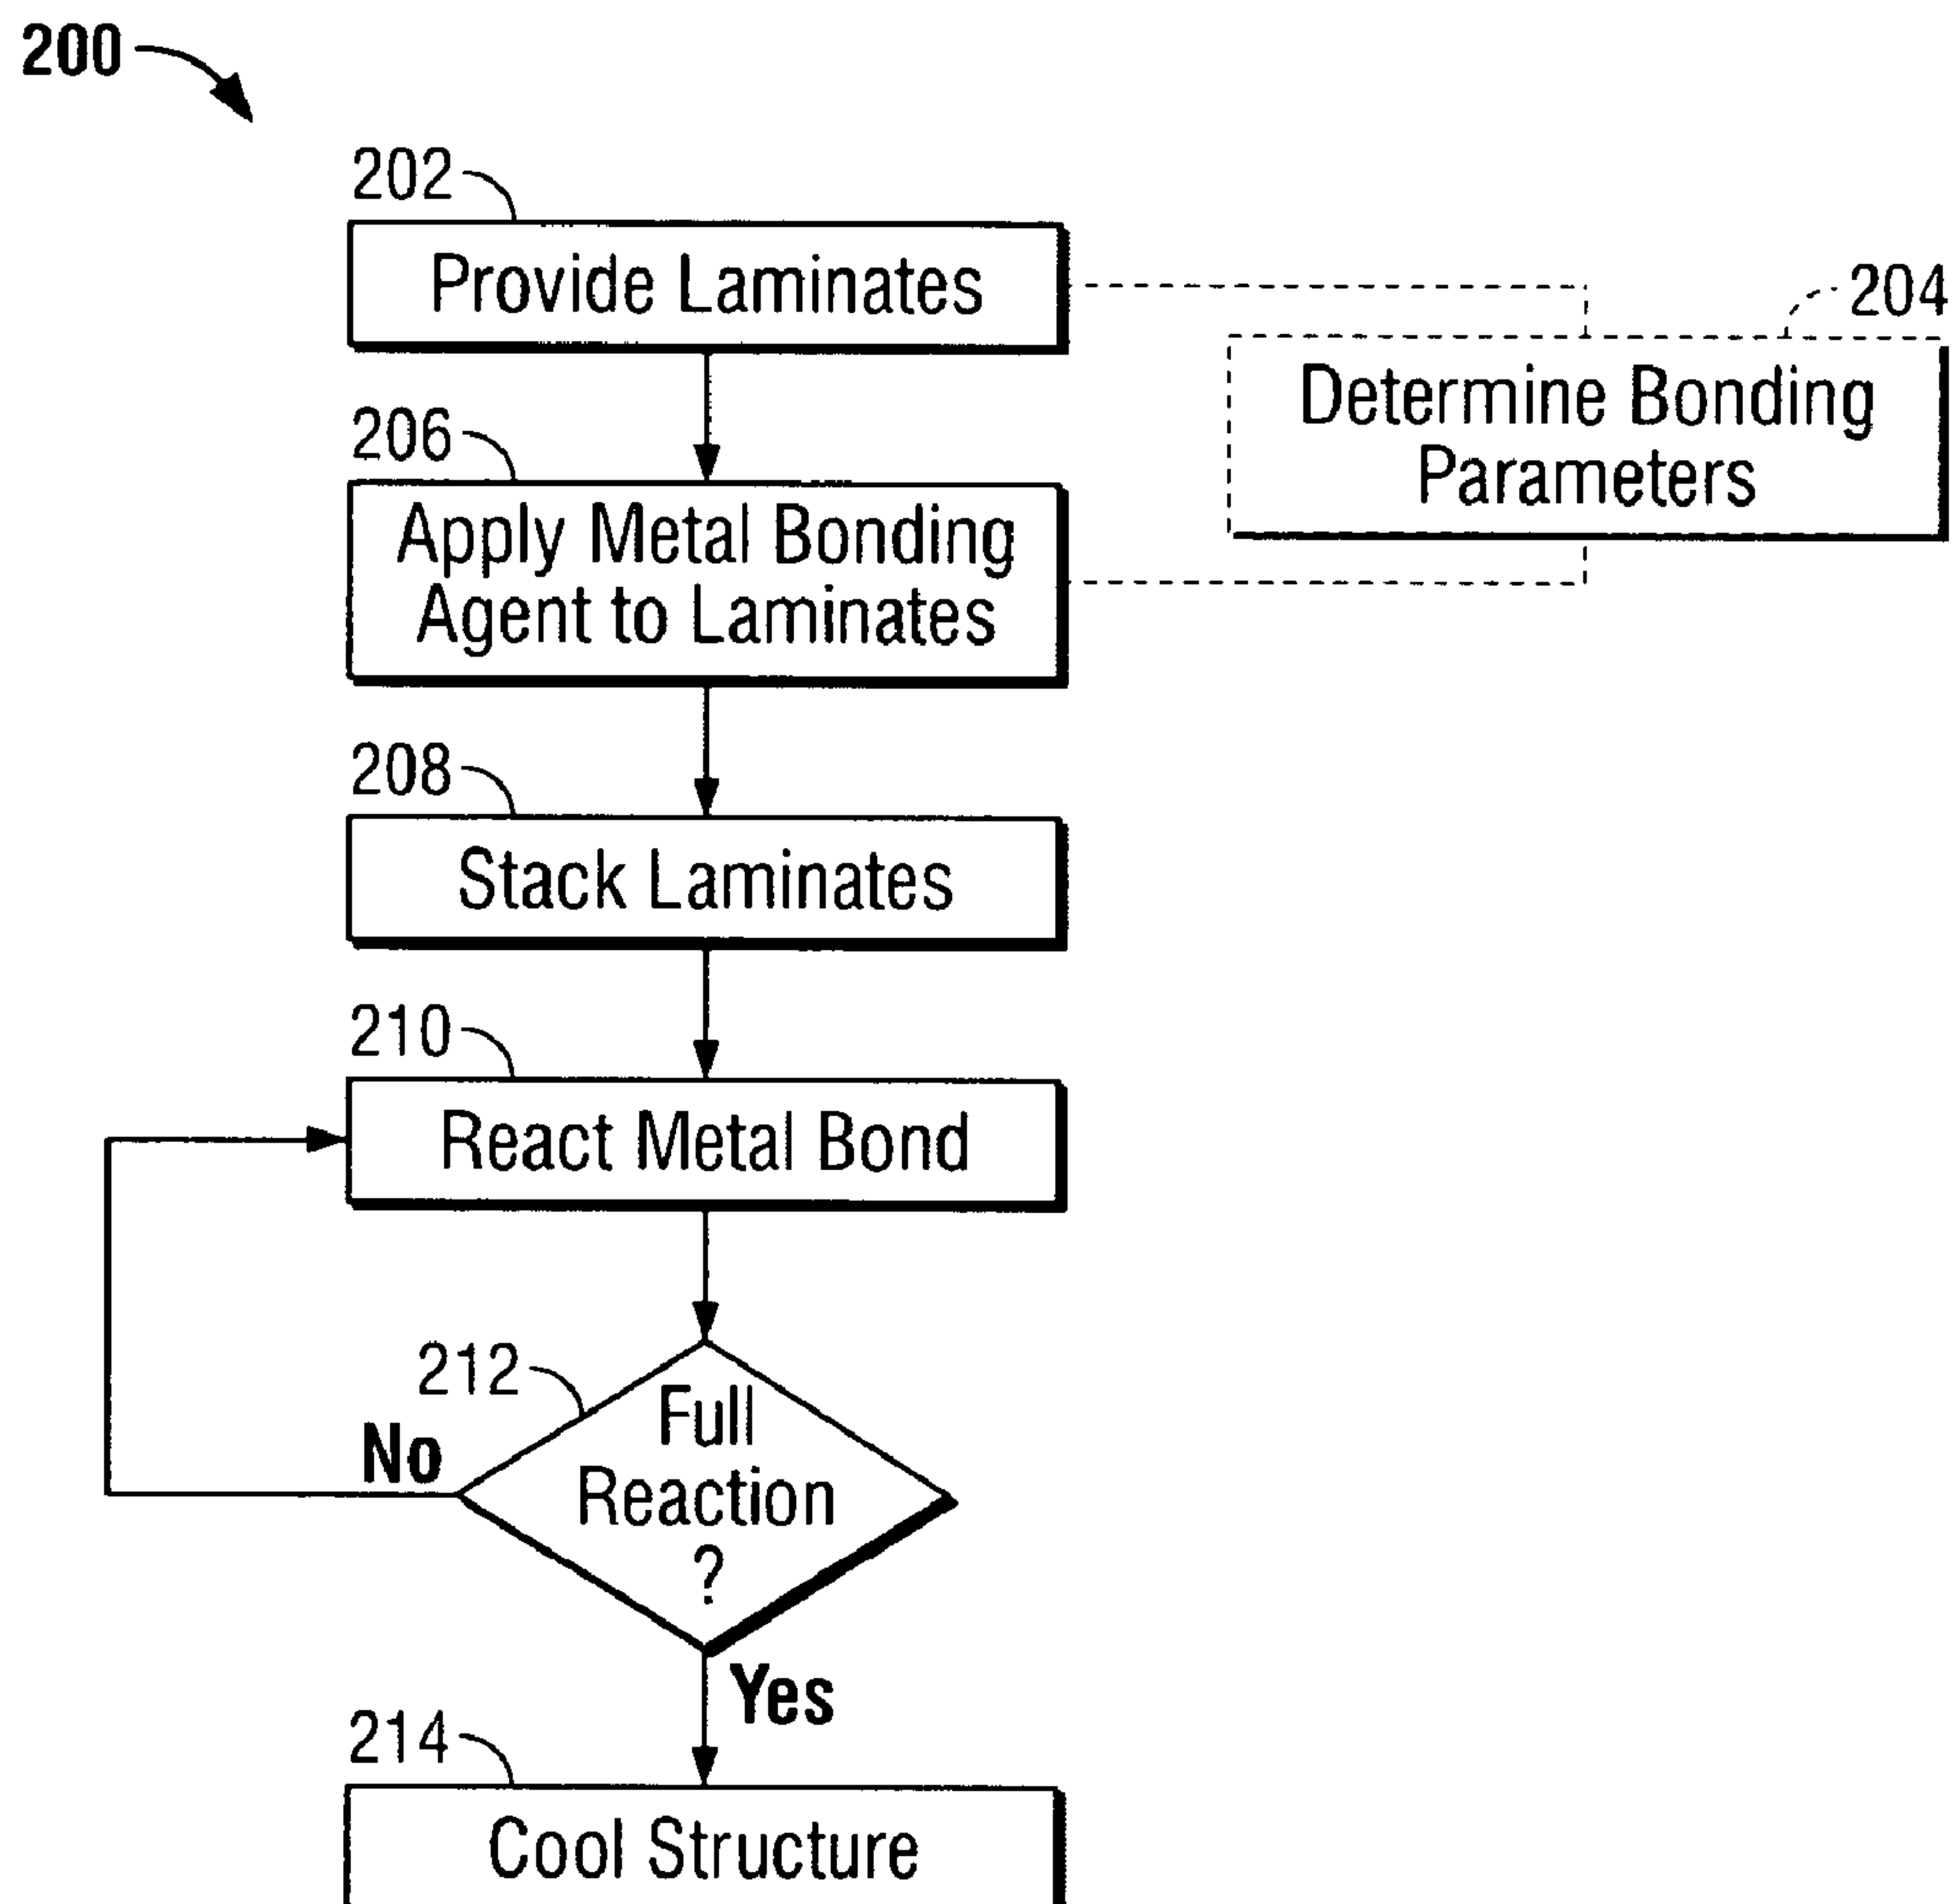 200
202
Provide Laminates
204
Determine Bonding
Parameters
206
Apply Metal Bonding
Agent to Laminates
208
Stack Laminates
210
React Metal Bond
212
Full
Reaction
?
No
Yes
214
Cool Structure